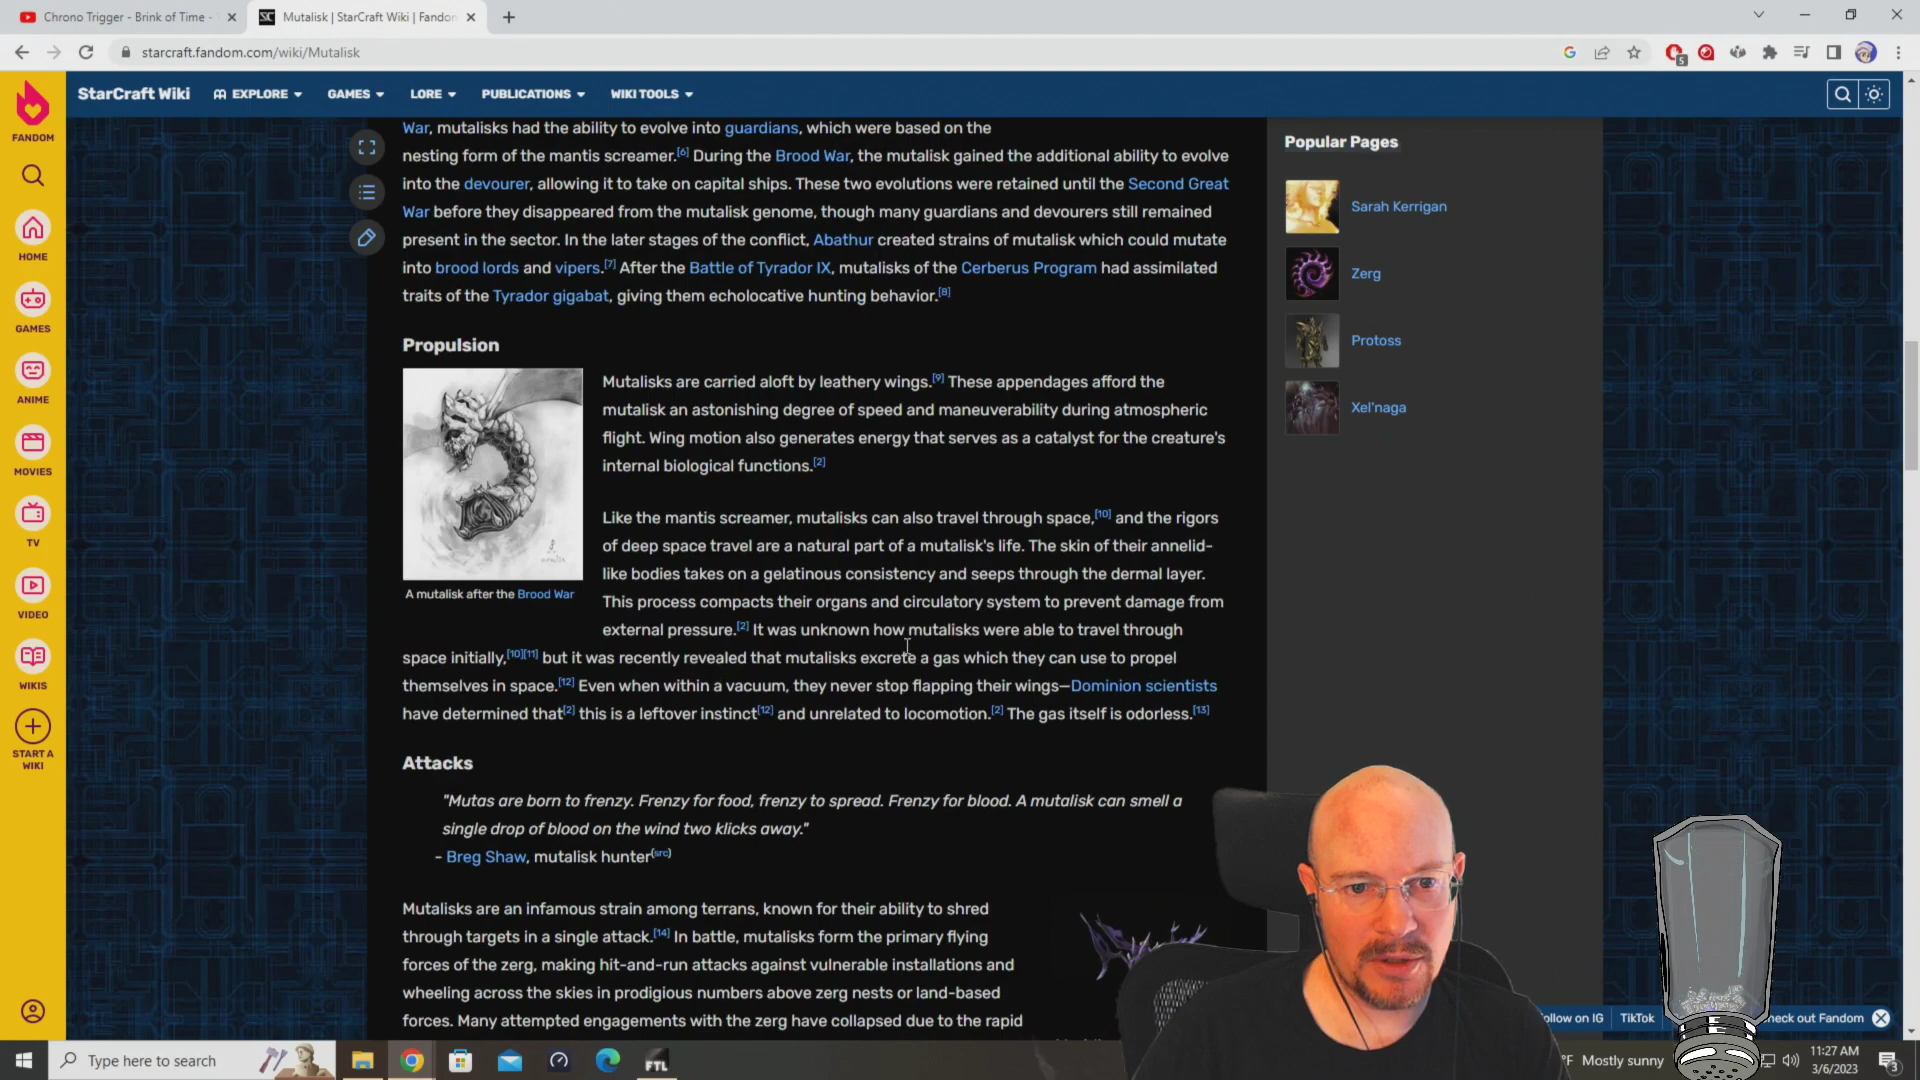 Chrono Trigger - Brink of Time -
Mutalisk | StarCraft Wiki | Fandom
starcraft.fandom.com/wiki/Mutalisk
5
FANDOM
HOME
GAMES
ANIME
MOVIES
TV
VIDEO
WIKIS
START A
WIKI
StarCraft Wiki
EXPLORE
GAMES
LORE
PUBLICATIONS
WIKI TOOLS
War, mutalisks had the ability to evolve into guardians, which were based on the
nesting form of the mantis screamer.[6] During the Brood War, the mutalisk gained the additional ability to evolve
into the devourer, allowing it to take on capital ships. These two evolutions were retained until the Second Great
War before they disappeared from the mutalisk genome, though many guardians and devourers still remained
present in the sector. In the later stages of the conflict, Abathur created strains of mutalisk which could mutate
into brood lords and vipers.[7] After the Battle of Tyrador IX, mutalisks of the Cerberus Program had assimilated
traits of the Tyrador gigabat, giving them echolocative hunting behavior.[8]
Propulsion
A mutalisk after the Brood War
Mutalisks are carried aloft by leathery wings.[9] These appendages afford the
mutalisk an astonishing degree of speed and maneuverability during atmospheric
flight. Wing motion also generates energy that serves as a catalyst for the creature's
internal biological functions.[2]
Like the mantis screamer, mutalisks can also travel through space,[10] and the rigors
of deep space travel are a natural part of a mutalisk's life. The skin of their annelid-
like bodies takes on a gelatinous consistency and seeps through the dermal layer.
This process compacts their organs and circulatory system to prevent damage from
external pressure.[2] It was unknown how mutalisks were able to travel through
space initially,[10][11] but it was recently revealed that mutalisks excrete a gas which they can use to propel
themselves in space.[12] Even when within a vacuum, they never stop flapping their wings—Dominion scientists
have determined that[2] this is a leftover instinct[12] and unrelated to locomotion.[2] The gas itself is odorless.[13]
Attacks
"Mutas are born to frenzy. Frenzy for food, frenzy to spread. Frenzy for blood. A mutalisk can smell a
single drop of blood on the wind two klicks away."
- Breg Shaw, mutalisk hunter(src)
Mutalisks are an infamous strain among terrans, known for their ability to shred
through targets in a single attack.[14] In battle, mutalisks form the primary flying
forces of the zerg, making hit-and-run attacks against vulnerable installations and
wheeling across the skies in prodigious numbers above zerg nests or land-based
forces. Many attempted engagements with the zerg have collapsed due to the rapid
Popular Pages
Sarah Kerrigan
Zerg
Protoss
Xel'naga
ollow on IG
TikTok
heck out Fandom
Type here to search
FTL
°F Mostly sunny
11:27 AM
3/6/2023
3